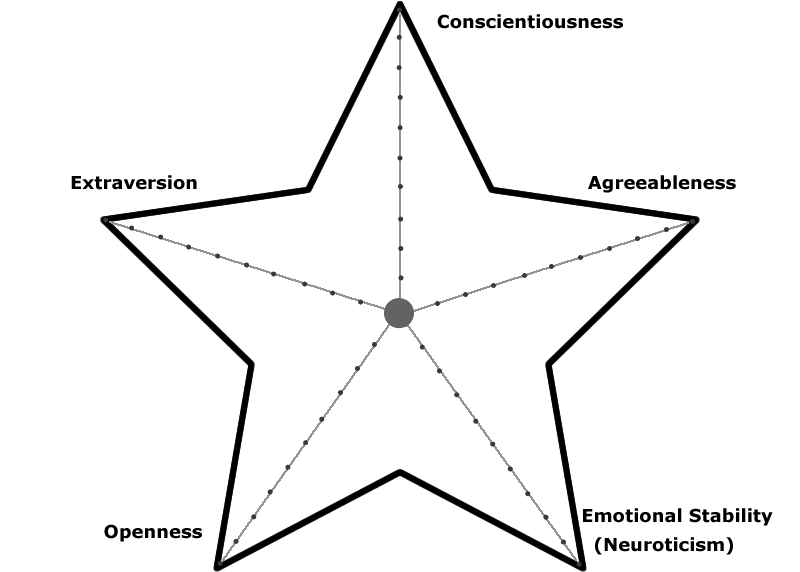 Conscientiousness
Extraversion
Agreeableness
Openness
Emotional Stability
(Neuroticism)